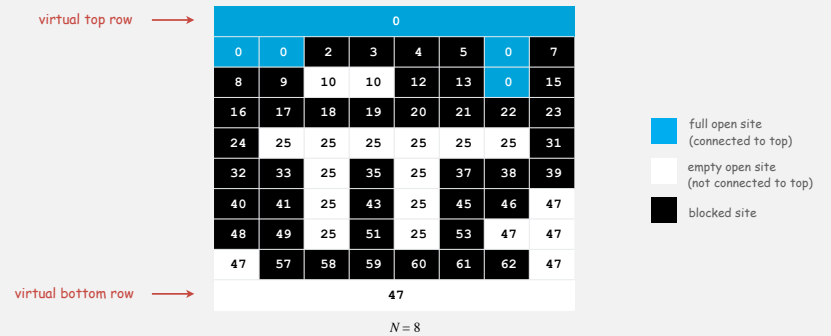 virtual top row
0
0 0 2 3 4 5 0 7
8 9 10 10 12 13 0 15
16 17 18 19 20 21 22 23
24 25 25 25 25 25 25 31
32 33 25 35 25 37 38 39
40 41 25 43 25 45 46 47
48 49 25 51 25 53 47 47
47 57 58 59 60 61 62 47
virtual bottom row
47
N = 8
full open site
(connected to top)
empty open site
(not connected to top)
blocked site